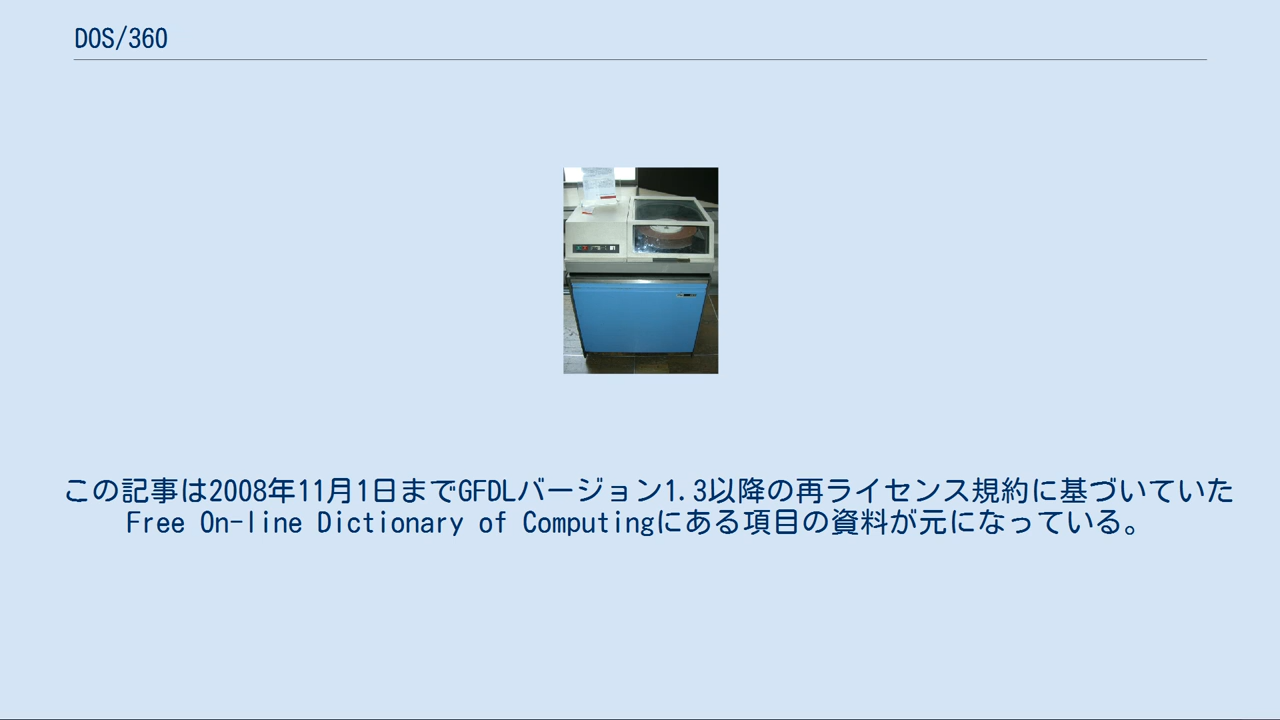 DOS/360
この記事は2008年11月1日までGFDLバージョン1.3以降の再ライセンス規約に基づいていた
Free On-line Dictionary of Computingにある項目の資料が元になっている。